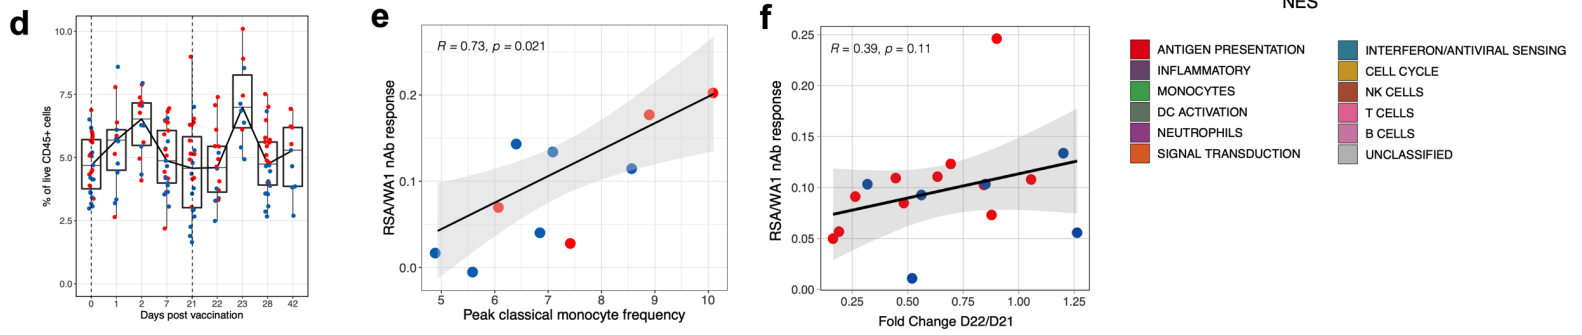 NES
d
10.0
7.5
5.0
2.5
0.0
% of live CD45+ cells
0 1 2 7 21 22 23 28 42
Days post vaccination
e
R = 0.73, p = 0.021
0.2
0.1
0.0
RSA/WA1 nAb response
5 6 7 8 9 10
Peak classical monocyte frequency
f
R = 0.39, p = 0.11
0.25
0.20
0.15
0.10
0.05
0.00
RSA/WA1 nAb response
0.25 0.50 0.75 1.00 1.25
Fold Change D22/D21
ANTIGEN PRESENTATION
INFLAMMATORY
MONOCYTES
DC ACTIVATION
NEUTROPHILS
SIGNAL TRANSDUCTION
INTERFERON/ANTIVIRAL SENSING
CELL CYCLE
NK CELLS
T CELLS
B CELLS
UNCLASSIFIED